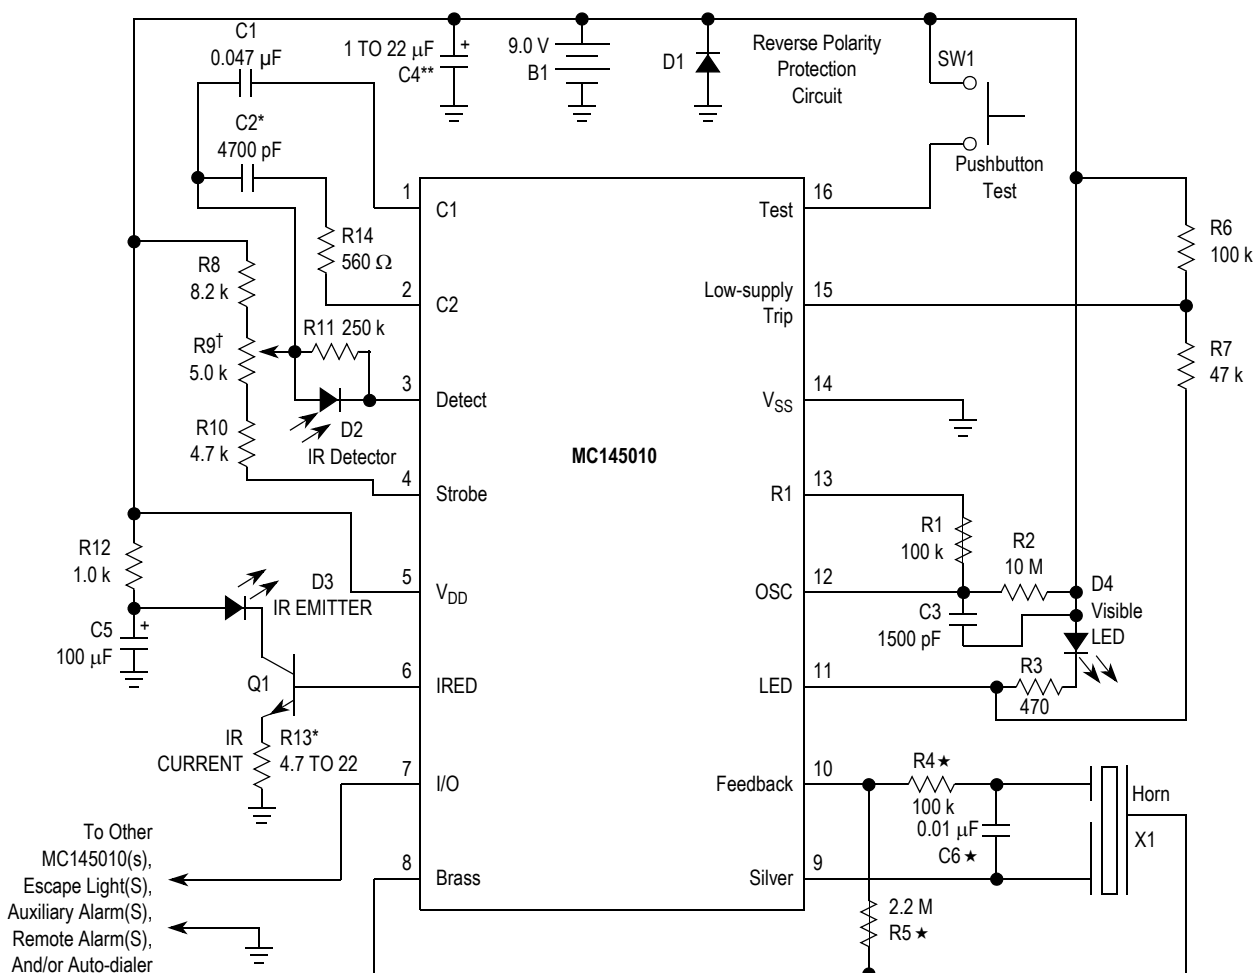 C1
0.047 µF
1 TO 22 µF
+
C4**
9.0 V
B1
D1
Reverse Polarity
Protection
Circuit
SW1
C2*
4700 pF
Pushbutton
Test
1
C1
16
Test
R14
560 Ω
R6
100 k
R8
8.2 k
2
C2
15
Low-supply
Trip
R11 250 k
R9†
5.0 k
R7
47 k
3
Detect
14
VSS
D2
IR Detector
R10
4.7 k
MC145010
4
Strobe
13
R1
R1
100 k
R2
10 M
R12
1.0 k
5
VDD
12
OSC
D3
IR EMITTER
D4
Visible
LED
C3
1500 pF
+
C5
100 µF
6
IRED
11
LED
R3
470
Q1
IR
CURRENT
R13*
4.7 TO 22
7
I/O
10
Feedback
R4★
100 k
Horn
X1
0.01 µF
C6★
8
Brass
9
Silver
2.2 M
R5★
To Other
MC145010(s),
Escape Light(S),
Auxiliary Alarm(S),
Remote Alarm(S),
And/or Auto-dialer